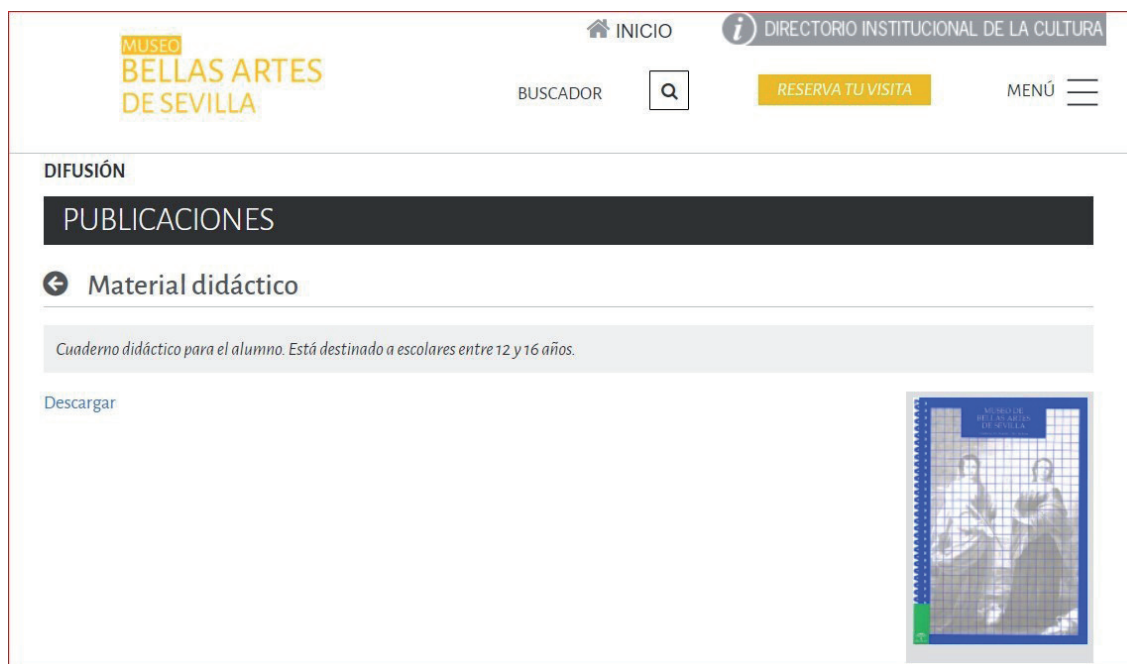 INICIO
DIRECTORIO INSTITUCIONAL DE LA CULTURA
MUSEO
BELLAS ARTES
DE SEVILLA
BUSCADOR
RESERVA TU VISITA
MENÚ
DIFUSIÓN
PUBLICACIONES
Material didáctico
Cuaderno didáctico para el alumno. Está destinado a escolares entre 12 y 16 años.
Descargar
MUSEO DE
BELLAS ARTES
DE SEVILLA